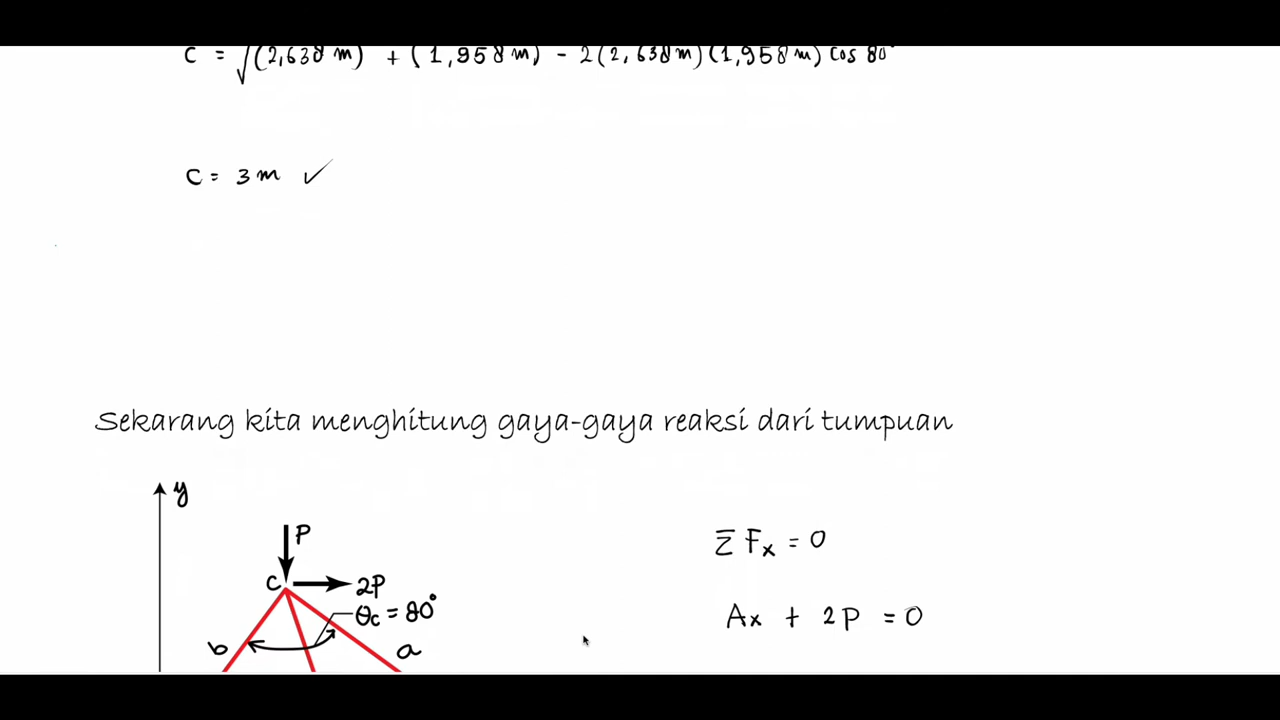 C = √(2,638 m) + (1,958 m) - 2(2,638 m)(1,958 m) cos 80°
C = 3 m ✓
Sekarang kita menghitung gaya-gaya reaksi dari tumpuan
y
P
Σ Fx = 0
C
2P
θc = 80°
Ax + 2P = 0
b
a